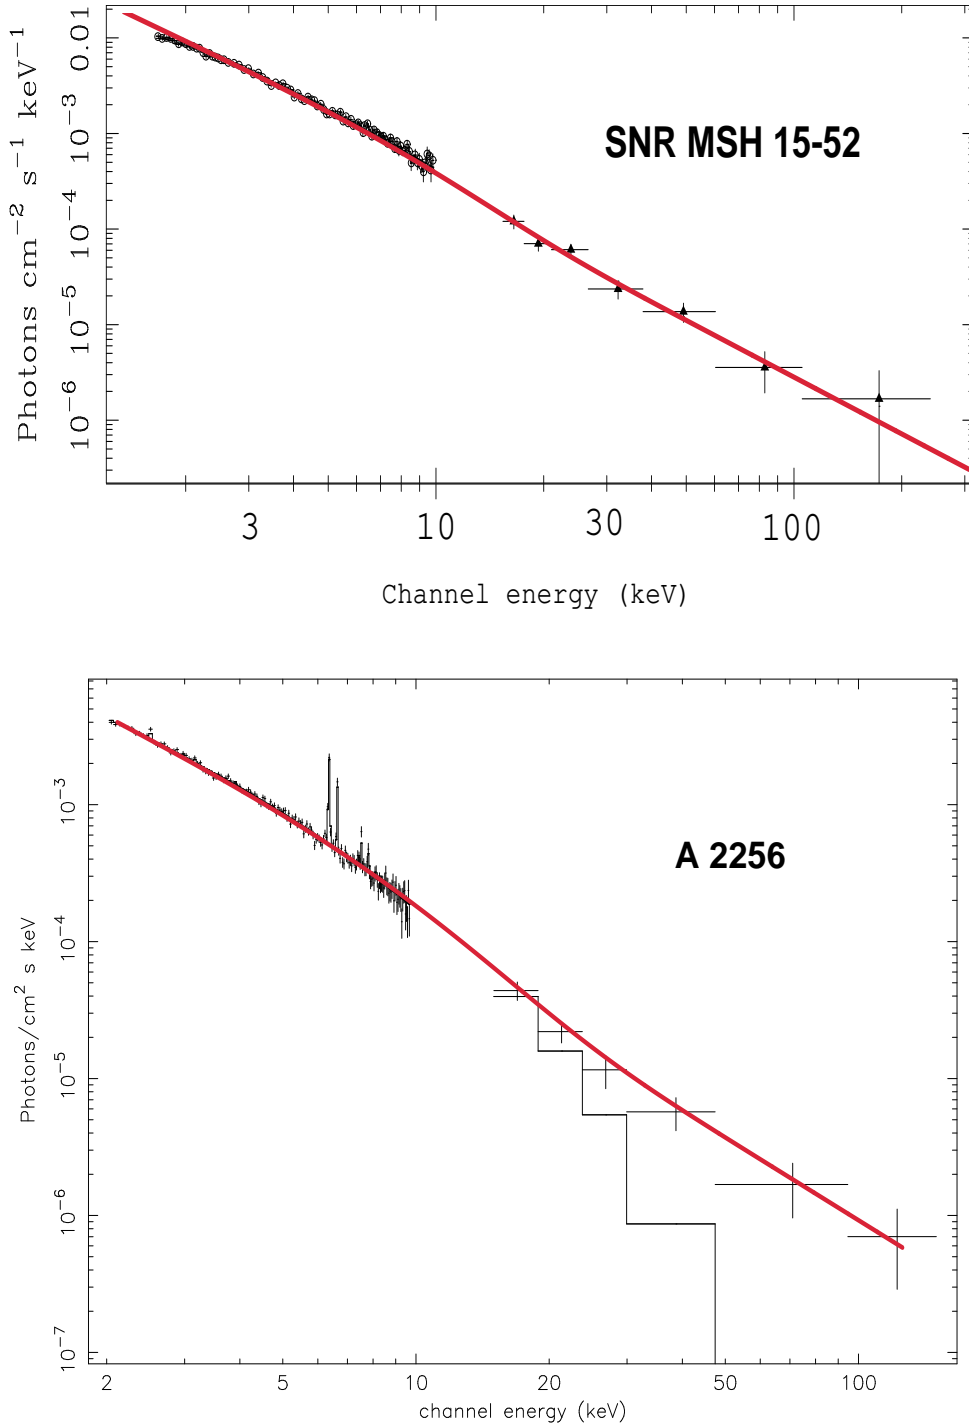 Photons cm⁻² s⁻¹ keV⁻¹
0.01
10⁻³
10⁻⁴
10⁻⁵
10⁻⁶
SNR MSH 15-52
3 10 30 100
Channel energy (keV)
Photons/cm² s keV
10⁻³
10⁻⁴
10⁻⁵
10⁻⁶
10⁻⁷
A 2256
2 5 10 20 50 100
channel energy (keV)